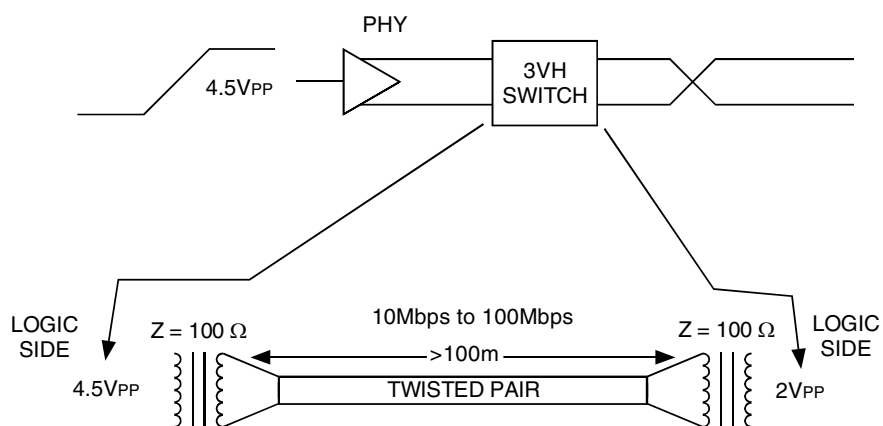 PHY
4.5VPP
3VH
SWITCH
LOGIC
SIDE
Z = 100 Ω
10Mbps to 100Mbps
Z = 100 Ω
LOGIC
SIDE
>100m
4.5VPP
TWISTED PAIR
2VPP